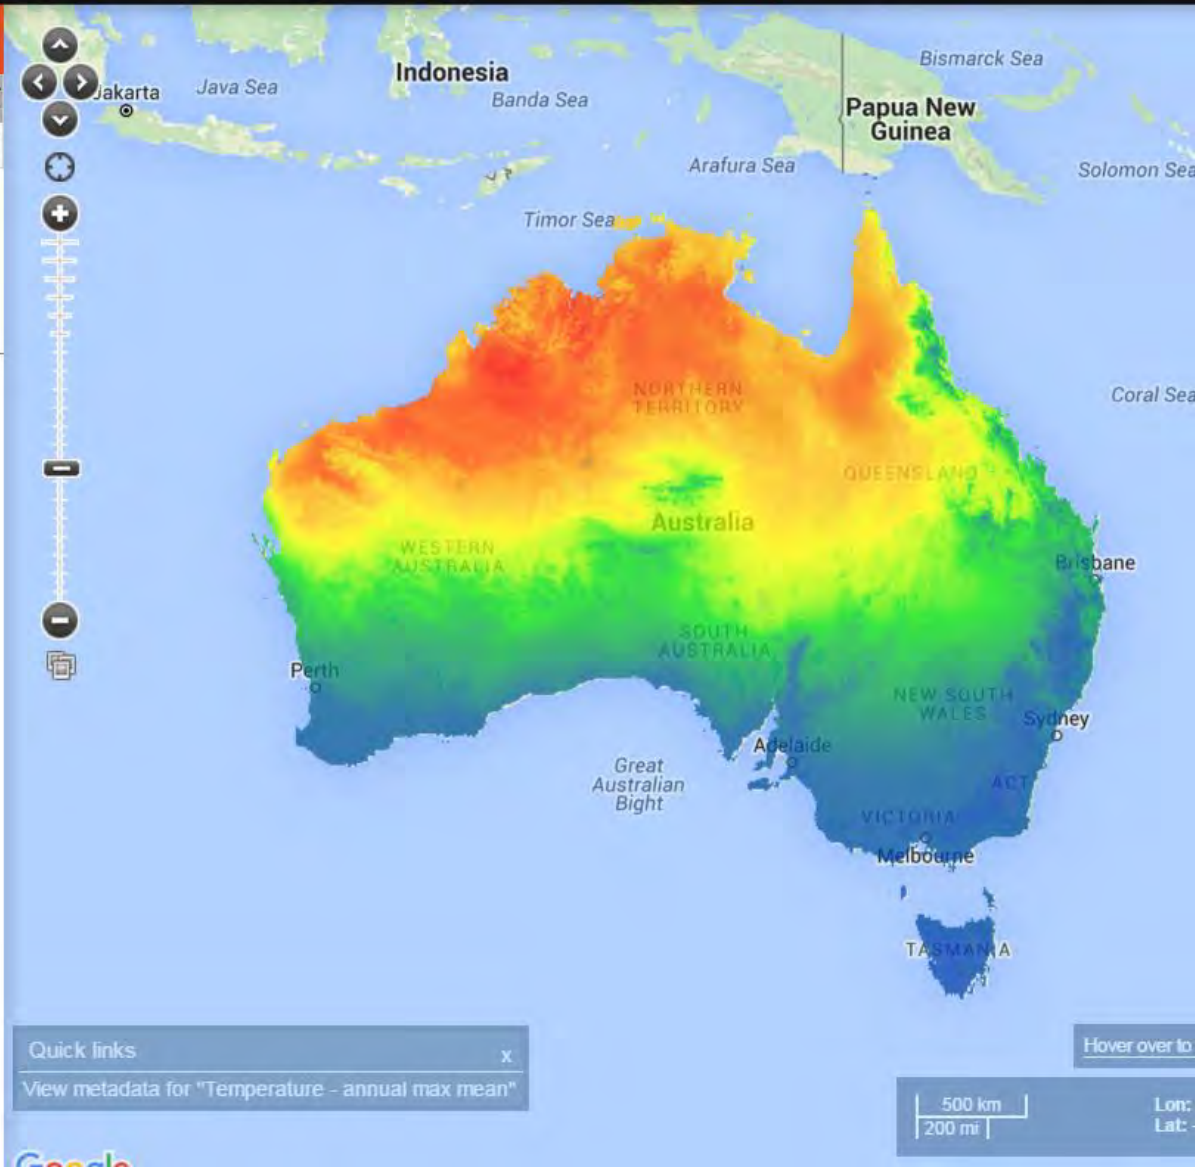 Bismarck Sea
Indonesia
Java Sea
Jakarta
Banda Sea
Papua New
Guinea
Arafura Sea
Solomon Sea
Timor Sea
NORTHERN
TERRITORY
Coral Sea
QUEENSLAND
Australia
WESTERN
AUSTRALIA
Brisbane
SOUTH
AUSTRALIA
Perth
NEW SOUTH
WALES
Sydney
Adelaide
Great
Australian
Bight
ACT
VICTORIA
Melbourne
TASMANIA
Quick links
x
View metadata for "Temperature - annual max mean"
Hover over to
500 km
200 mi
Lon:
Lat: -
Google